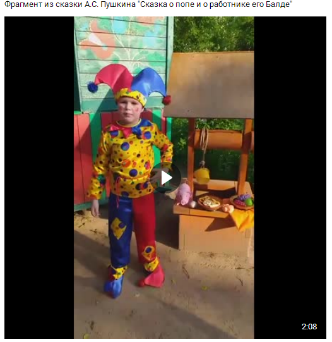 Фрагмент из сказки А.С. Пушкина "Сказка о попе и о работнике его Балде"
2:08